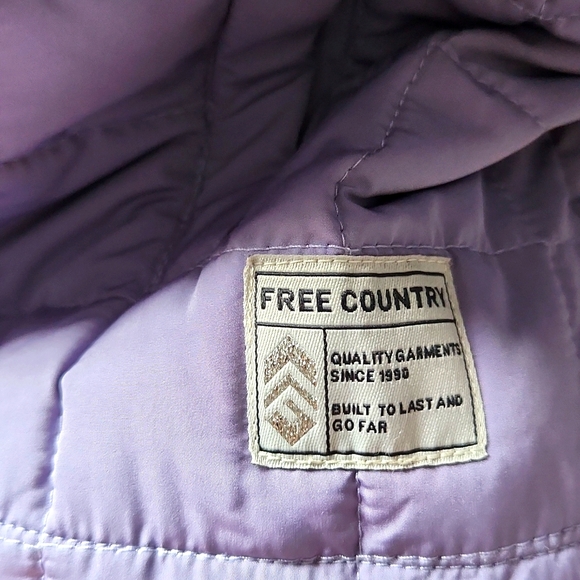 FREE COUNTRY
QUALITY GARMENTS
SINCE 1990
BUILT TO LAST AND
GO FAR